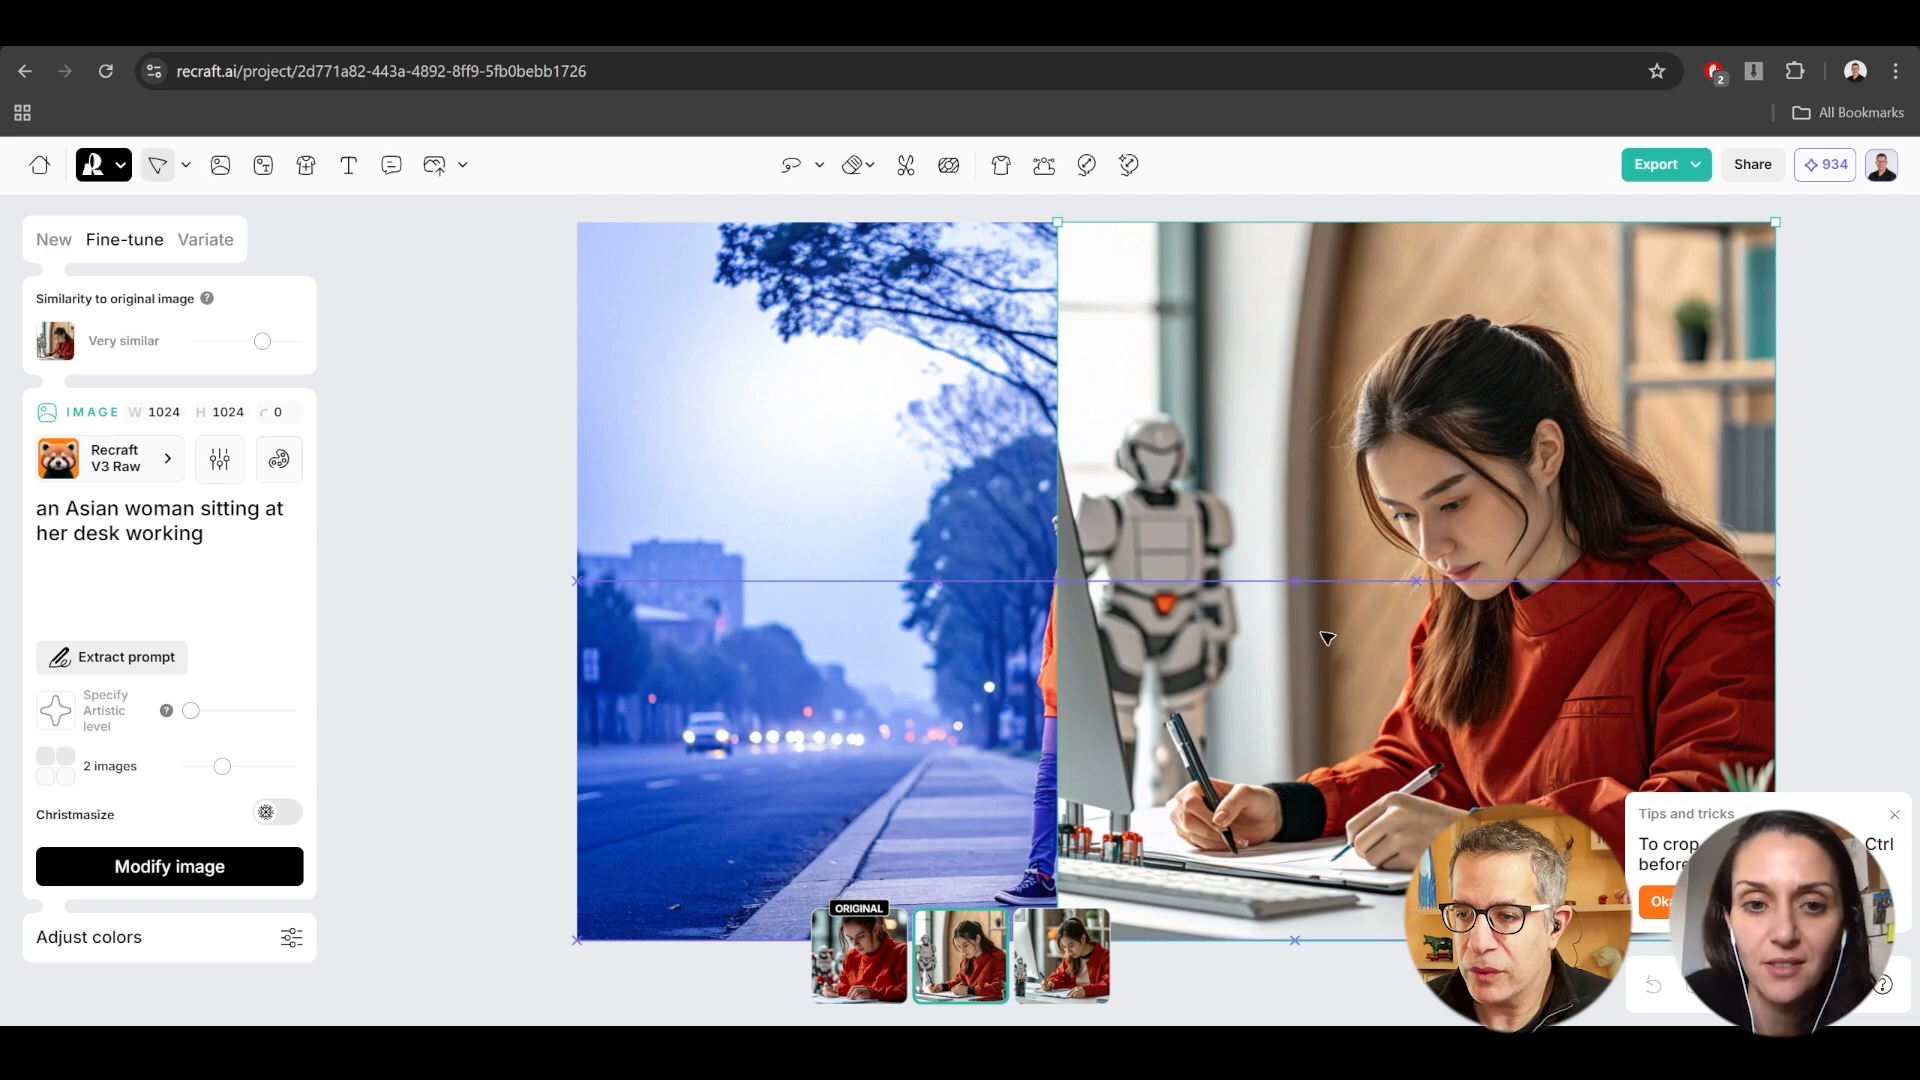 recraft.ai/project/2d771a82-443a-4892-8ff9-5fb0bebb1726
2
All Bookmarks
T
Export
Share
934
New Fine-tune Variate
Similarity to original image ?
Very similar
IMAGE W 1024 H 1024 0
Recraft
V3 Raw
an Asian woman sitting at
her desk working
Extract prompt
Specify
Artistic
level
?
2 images
Christmasize
Modify image
Adjust colors
ORIGINAL
Tips and tricks
To crop Ctrl
before
?